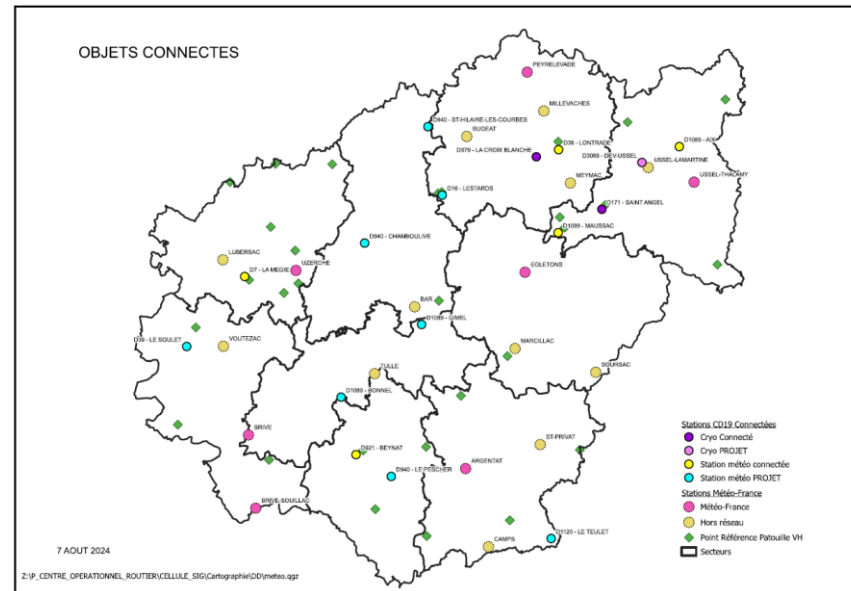 OBJETS CONNECTES
PEYRELEVADE
MILLEVACHES
D940 - ST-HILAIRE-LES-COURBES
BUGEAT
D36 - LONTRADE
D1089 - AIX
D979 - LA CROIX BLANCHE
D3089 - DEV-USSEL
USSEL-LAMARTINE
MEYMAC
USSEL-THALAMY
D16 - LESTARDS
D171 - SAINT ANGEL
D1089 - MAUSSAC
D940 - CHAMBOULIVE
LUBERSAC
D7 - LA MEGIE
UZERCHE
EGLETONS
BAR
D1089 - GIMEL
D39 - LE SOULET
VOUTEZAC
MARCILLAC
TULLE
SOURSAC
D1089 - BONNEL
BRIVE
ST-PRIVAT
D921 - BEYNAT
ARGENTAT
D940 - LE PESCHER
BRIVE-SOUILLAC
CAMPS
D1120 - LE TEULET
Stations CD19 Connectées
Cryo Connecté
Cryo PROJET
Station météo connectée
Station météo PROJET
Stations Météo-France
Météo-France
Hors réseau
Point Référence Patouille VH
Secteurs
7 AOUT 2024
Z:\P_CENTRE_OPERATIONNEL_ROUTIER\CELLULE_SIG\Cartographie\DD\meteo.qgz